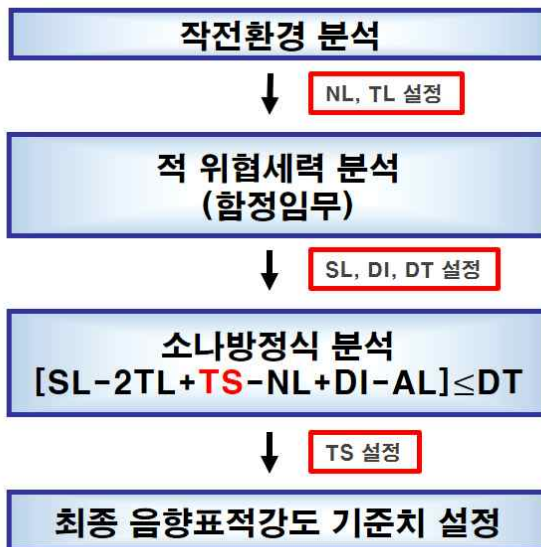 작전환경 분석
NL, TL 설정
적 위협세력 분석
(함정임무)
SL, DI, DT 설정
소나방정식 분석
[SL-2TL+TS-NL+DI-AL]≤DT
TS 설정
최종 음향표적강도 기준치 설정